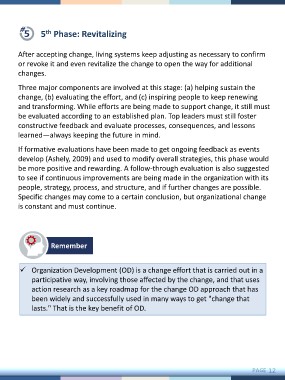 5
5th Phase: Revitalizing
After accepting change, living systems keep adjusting as necessary to confirm
or revoke it and even revitalize the change to open the way for additional
changes.
Three major components are involved at this stage: (a) helping sustain the
change, (b) evaluating the effort, and (c) inspiring people to keep renewing
and transforming. While efforts are being made to support change, it still must
be evaluated according to an established plan. Top leaders must still foster
constructive feedback and evaluate processes, consequences, and lessons
learned—always keeping the future in mind.
If formative evaluations have been made to get ongoing feedback as events
develop (Ashely, 2009) and used to modify overall strategies, this phase would
be more positive and rewarding. A follow-through evaluation is also suggested
to see if continuous improvements are being made in the organization with its
people, strategy, process, and structure, and if further changes are possible.
Specific changes may come to a certain conclusion, but organizational change
is constant and must continue.
Remember
✓ Organization Development (OD) is a change effort that is carried out in a
participative way, involving those affected by the change, and that uses
action research as a key roadmap for the change OD approach that has
been widely and successfully used in many ways to get "change that
lasts." That is the key benefit of OD.
PAGE 12